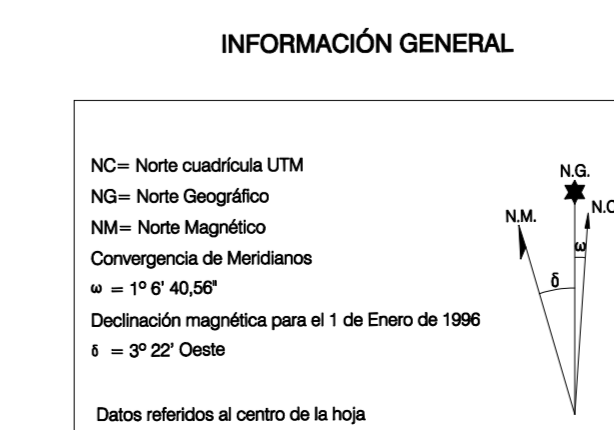 INFORMACIÓN GENERAL
NC= Norte cuadrícula UTM
NG= Norte Geográfico
NM= Norte Magnético
Convergencia de Meridianos
ω = 1º 6' 40,56"
Declinación magnética para el 1 de Enero de 1996
δ = 3º 22' Oeste
Datos referidos al centro de la hoja
N.G.
N.M.
N.C
ω
δ